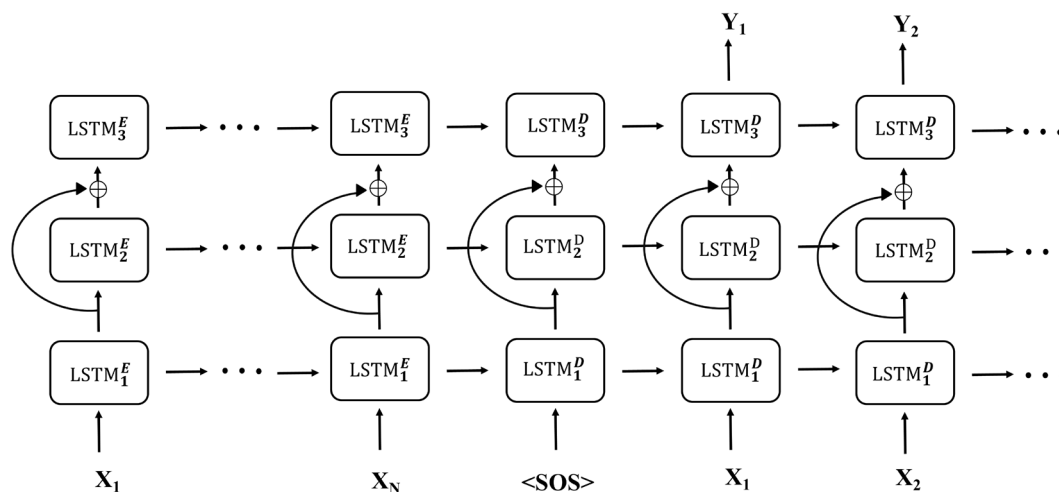 Y₁ Y₂
LSTM₃ᴱ • • • LSTM₃ᴱ LSTM₃ᴰ LSTM₃ᴰ LSTM₃ᴰ • • •
LSTM₂ᴱ • • • LSTM₂ᴱ LSTM₂ᴰ LSTM₂ᴰ LSTM₂ᴰ • •
LSTM₁ᴱ • • • LSTM₁ᴱ LSTM₁ᴰ LSTM₁ᴰ LSTM₁ᴰ • •
X₁ X_N <SOS> X₁ X₂